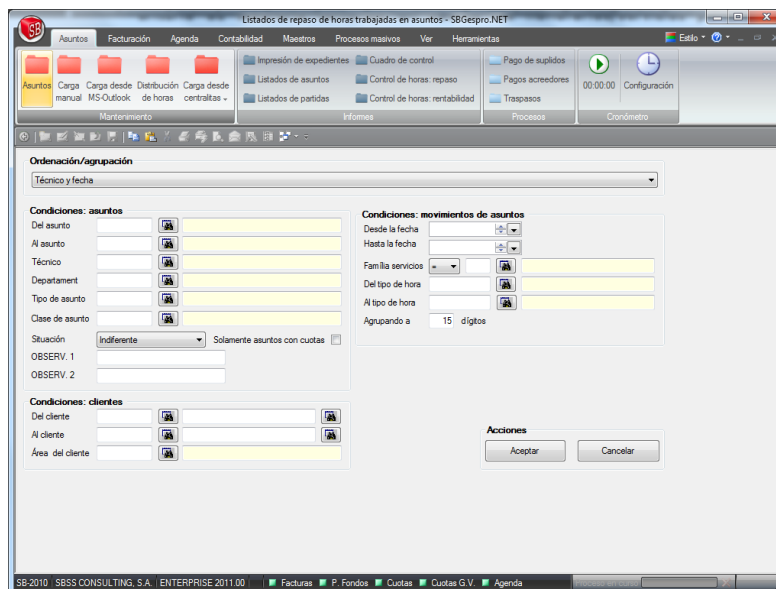 Listados de repaso de horas trabajadas en asuntos - SBGespro.NET
SB
Asuntos Facturación Agenda Contabilidad Maestros Procesos masivos Ver Herramientas Estilo
Asuntos
Carga manual
Carga desde MS-Outlook
Distribución de horas
Carga desde centralitas
Mantenimiento
Impresión de expedientes
Listados de asuntos
Listados de partidas
Cuadro de control
Control de horas: repaso
Control de horas: rentabilidad
Informes
Pago de suplidos
Pagos acreedores
Traspasos
Procesos
00:00:00
Configuración
Cronómetro
Ordenación/agrupación
Técnico y fecha
Condiciones: asuntos
Del asunto
Al asunto
Técnico
Departament
Tipo de asunto
Clase de asunto
Situación Indiferente Solamente asuntos con cuotas
OBSERV. 1
OBSERV. 2
Condiciones: movimientos de asuntos
Desde la fecha
Hasta la fecha
Família servicios =
Del tipo de hora
Al tipo de hora
Agrupando a 15 dígitos
Condiciones: clientes
Del cliente
Al cliente
Área del cliente
Acciones
Aceptar Cancelar
SB-2010 SBSS CONSULTING, S.A. ENTERPRISE 2011.00 Facturas P. Fondos Cuotas Cuotas G.V. Agenda Proceso en curso